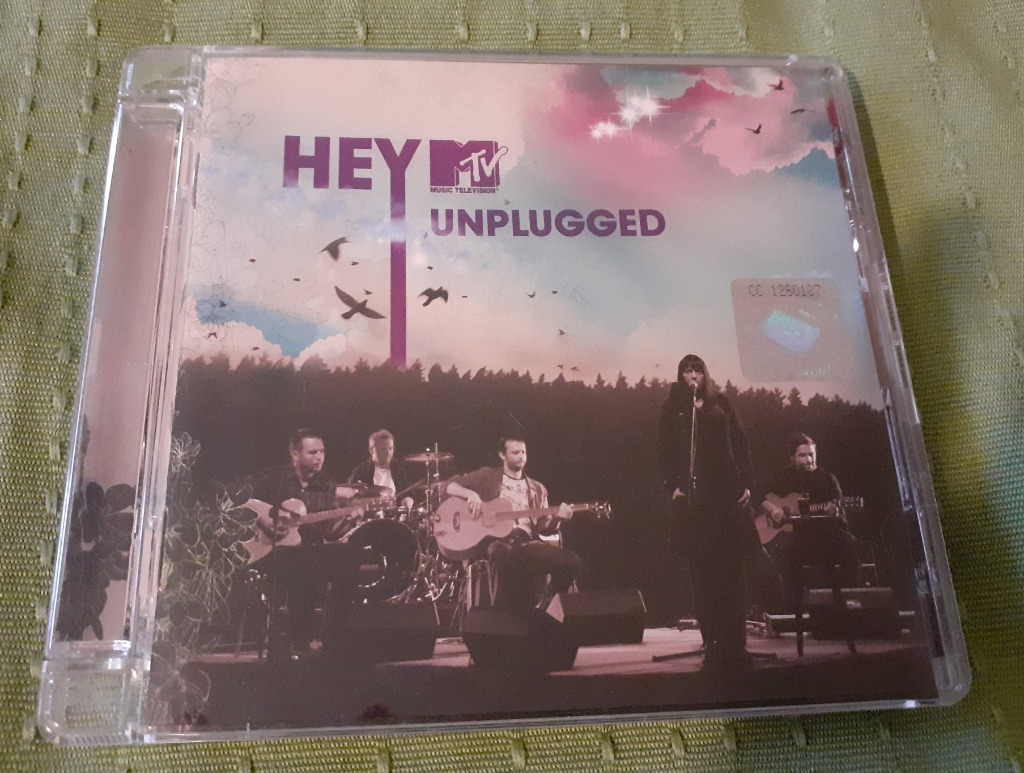 HEY MTV
MUSIC TELEVISION®
UNPLUGGED
CC 1250187